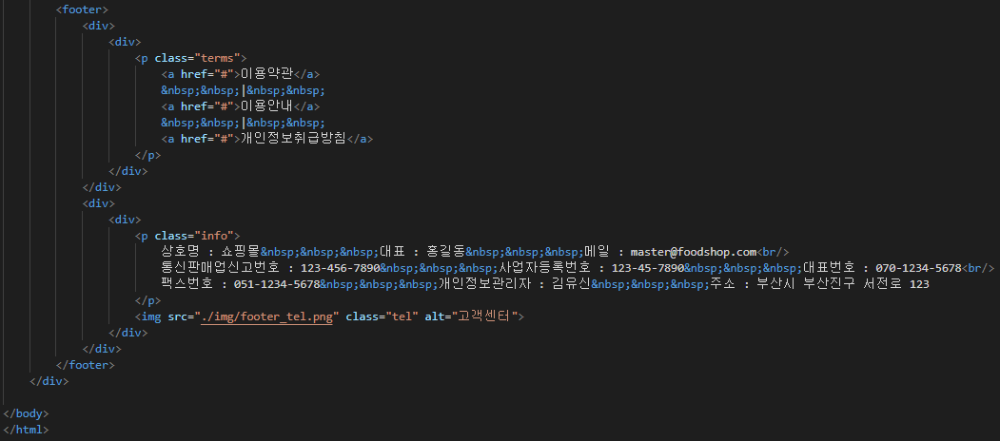 <footer>
<div>
<div>
<p class="terms">
<a href="#">이용약관</a>
&nbsp;&nbsp;|&nbsp;&nbsp;
<a href="#">이용안내</a>
&nbsp;&nbsp;|&nbsp;&nbsp;
<a href="#">개인정보취급방침</a>
</p>
</div>
</div>
<div>
<div>
<p class="info">
상호명 : 쇼핑몰&nbsp;&nbsp;&nbsp;대표 : 홍길동&nbsp;&nbsp;&nbsp;메일 : master@foodshop.com<br/>
통신판매업신고번호 : 123-456-7890&nbsp;&nbsp;&nbsp;사업자등록번호 : 123-45-7890&nbsp;&nbsp;&nbsp;대표번호 : 070-1234-5678<br/>
팩스번호 : 051-1234-5678&nbsp;&nbsp;&nbsp;개인정보관리자 : 김유신&nbsp;&nbsp;&nbsp;주소 : 부산시 부산진구 서전로 123
</p>
<img src="./img/footer_tel.png" class="tel" alt="고객센터">
</div>
</div>
</footer>
</div>
</body>
</html>